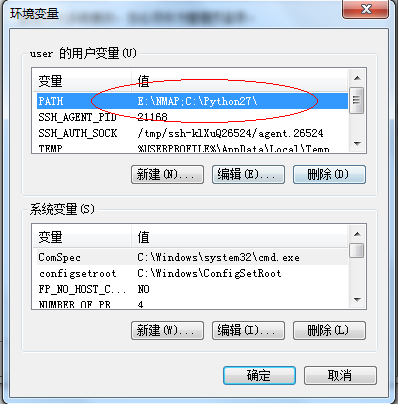 环境变量
user 的用户变量(U)
变量 值
PATH E:\NMAP;C:\Python27\
SSH_AGENT_PID 21168
SSH_AUTH_SOCK /tmp/ssh-klXuQ26524/agent.26524
TEMP %USERPROFILE%\AppData\Local\Temp
新建(N)... 编辑(E)... 删除(D)
系统变量(S)
变量 值
ComSpec C:\Windows\system32\cmd.exe
configsetroot C:\Windows\ConfigSetRoot
FP_NO_HOST_C... NO
NUMBER_OF_PR... 4
新建(W)... 编辑(I)... 删除(L)
确定 取消